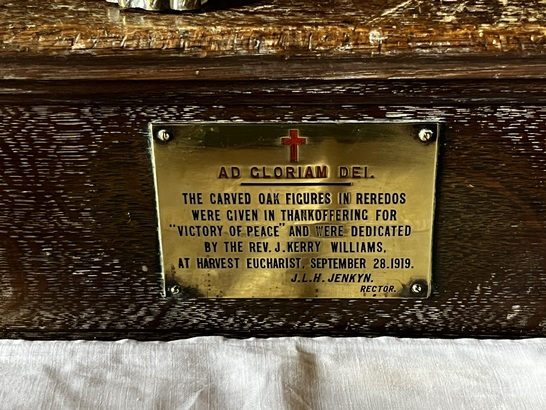 AD GLORIAM DEI.
THE CARVED OAK FIGURES IN REREDOS
WERE GIVEN IN THANKOFFERING FOR
"VICTORY OF PEACE" AND WERE DEDICATED
BY THE REV. J. KERRY WILLIAMS,
AT HARVEST EUCHARIST, SEPTEMBER 28. 1919.
J.L.H. JENKYN.
RECTOR.